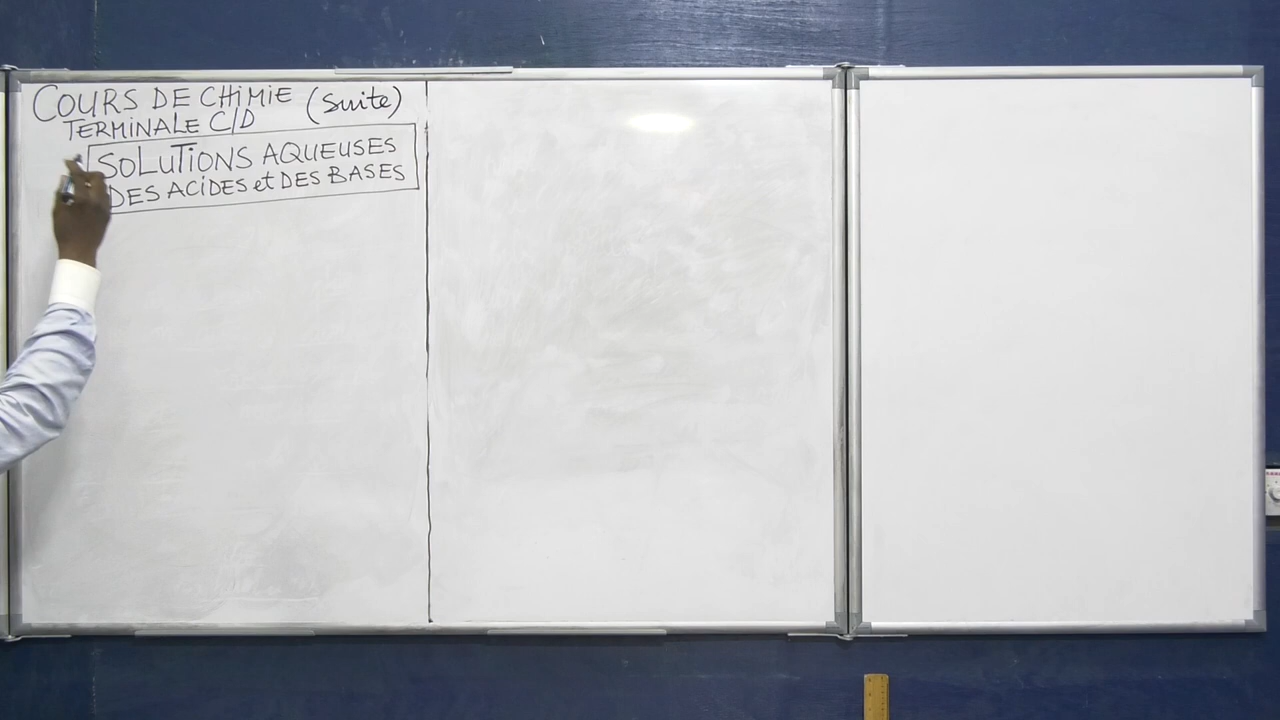 COURS DE CHIMIE (Suite)
TERMINALE C/D
SOLUTIONS AQUEUSES
DES ACIDES et DES BASES